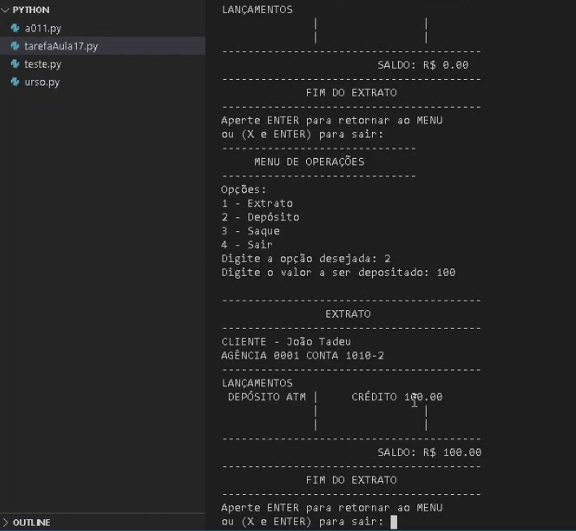 PYTHON
a011.py
tarefaAula17.py
teste.py
urso.py
OUTLINE
LANÇAMENTOS
| |
| |
----------------------------------------
SALDO: R$ 0.00
----------------------------------------
FIM DO EXTRATO
----------------------------------------
Aperte ENTER para retornar ao MENU
ou (X e ENTER) para sair:
------------------------------
MENU DE OPERAÇÕES
------------------------------
Opções:
1 - Extrato
2 - Depósito
3 - Saque
4 - Sair
Digite a opção desejada: 2
Digite o valor a ser depositado: 100
----------------------------------------
EXTRATO
----------------------------------------
CLIENTE - João Tadeu
AGÊNCIA 0001 CONTA 1010-2
----------------------------------------
LANÇAMENTOS
DEPÓSITO ATM | CRÉDITO 100.00
| |
| |
----------------------------------------
SALDO: R$ 100.00
----------------------------------------
FIM DO EXTRATO
----------------------------------------
Aperte ENTER para retornar ao MENU
ou (X e ENTER) para sair: